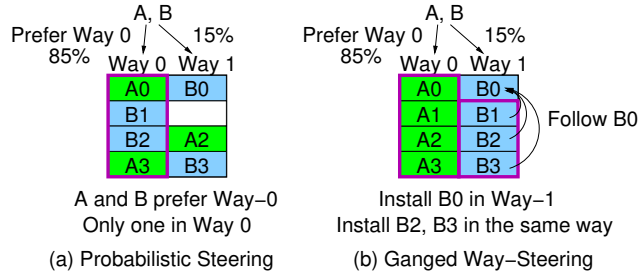 A, B
Prefer Way 0
85%
15%
Way 0 Way 1
A0 B0
B1
B2 A2
A3 B3
A and B prefer Way-0
Only one in Way 0
(a) Probabilistic Steering
A, B
Prefer Way 0
85%
15%
Way 0 Way 1
A0 B0
A1 B1
A2 B2
A3 B3
Follow B0
Install B0 in Way-1
Install B2, B3 in the same way
(b) Ganged Way-Steering